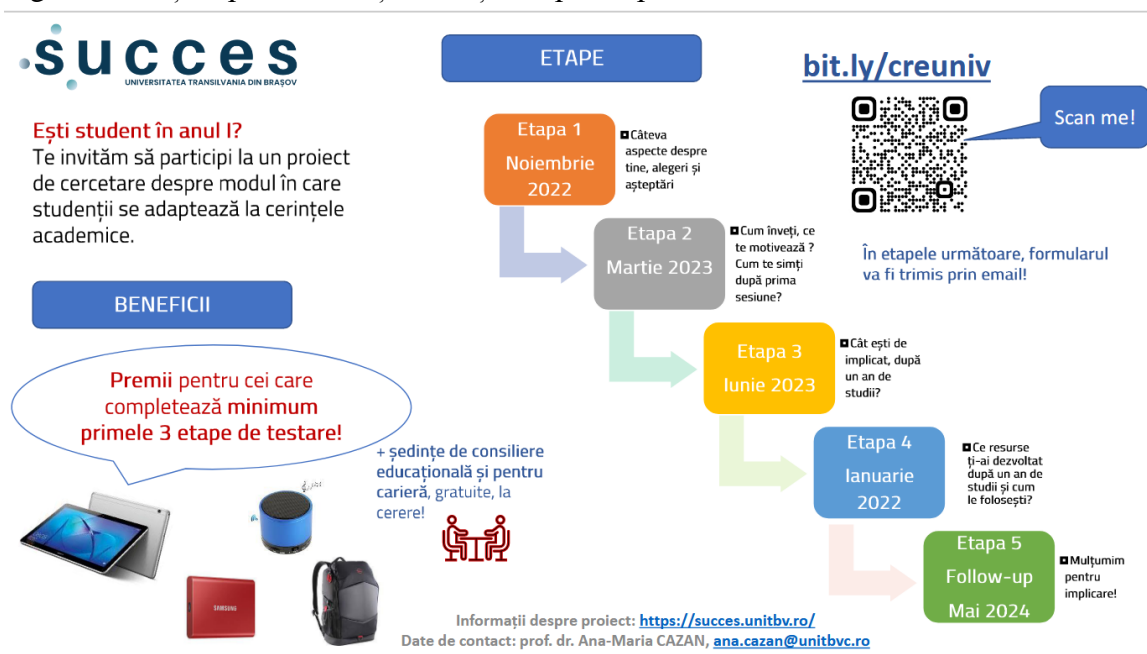 succes
UNIVERSITATEA TRANSILVANIA DIN BRAȘOV
Ești student în anul I?
Te invităm să participi la un proiect
de cercetare despre modul în care
studenții se adaptează la cerințele
academice.
BENEFICII
Premii pentru cei care
completează minimum
primele 3 etape de testare!
+ ședințe de consiliere
educațională și pentru
carieră, gratuite, la
cerere!
SAMSUNG
ETAPE
Etapa 1
Noiembrie
2022
Câteva
aspecte despre
tine, alegeri și
așteptări
Etapa 2
Martie 2023
Cum înveți, ce
te motivează ?
Cum te simți
după prima
sesiune?
Etapa 3
Iunie 2023
Cât ești de
implicat, după
un an de
studii?
Etapa 4
Ianuarie
2022
Ce resurse
ți-ai dezvoltat
după un an de
studii și cum
le folosești?
Etapa 5
Follow-up
Mai 2024
Mulțumim
pentru
implicare!
bit.ly/creuniv
Scan me!
În etapele următoare, formularul
va fi trimis prin email!
Informații despre proiect: https://succes.unitbv.ro/
Date de contact: prof. dr. Ana-Maria CAZAN, ana.cazan@unitbvc.ro